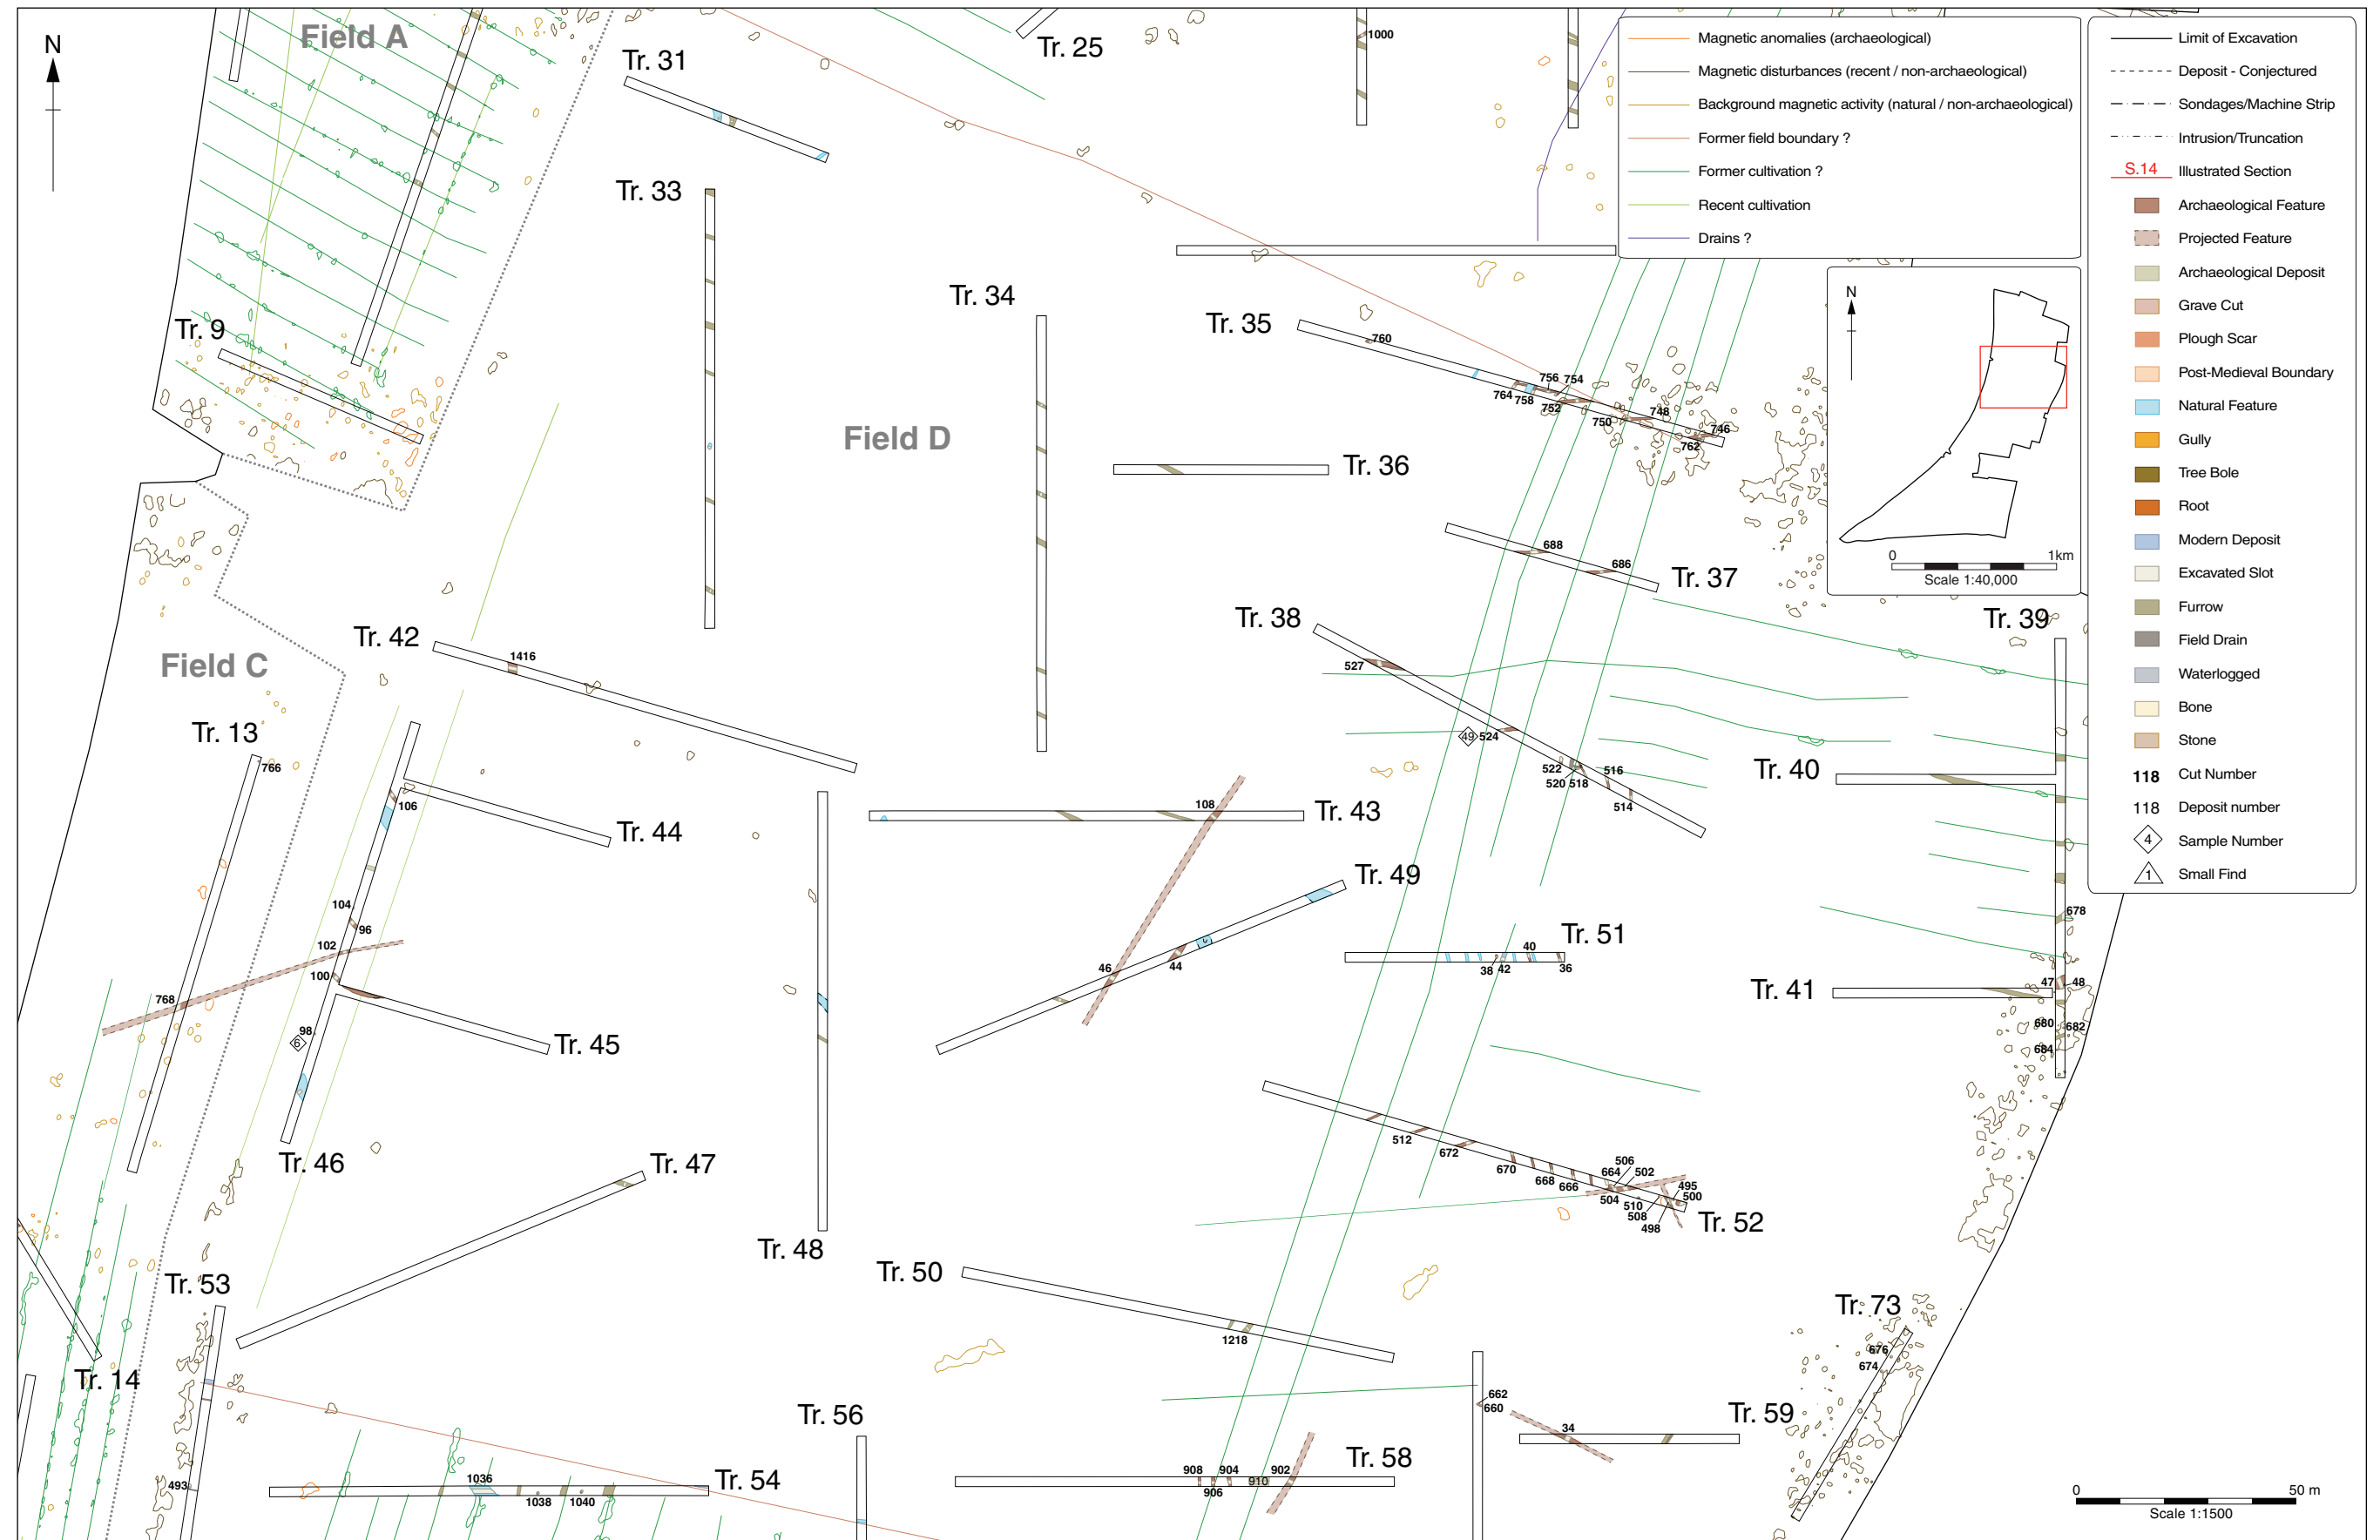 N
Field A
Tr. 31
Tr. 25
1000
Tr. 33
Tr. 9
Tr. 34
Tr. 35
760
756 754
764 758 752
750
748
746
762
Field D
Tr. 36
688
686
Tr. 37
Tr. 38
527
49 524
522
520 518
516
514
Tr. 39
Tr. 40
678
Tr. 41
47 48
680 682
684
Tr. 42
1416
Field C
Tr. 13
766
106
Tr. 44
104
96
102
100
768
98
6
Tr. 45
Tr. 46
Tr. 43
108
Tr. 49
46
44
Tr. 51
40
38 42
36
Tr. 47
Tr. 48
512
672
670
668 666
664
506
502
504
510
508
498
495
500
Tr. 52
Tr. 50
1218
Tr. 53
Tr. 14
493
Tr. 54
1036
1038 1040
Tr. 56
Tr. 58
908 904 902
910
906
662
660
34
Tr. 59
Tr. 73
676
674
Magnetic anomalies (archaeological)
Magnetic disturbances (recent / non-archaeological)
Background magnetic activity (natural / non-archaeological)
Former field boundary ?
Former cultivation ?
Recent cultivation
Drains ?
N
0 1km
Scale 1:40,000
Limit of Excavation
Deposit - Conjectured
Sondages/Machine Strip
Intrusion/Truncation
S.14 Illustrated Section
Archaeological Feature
Projected Feature
Archaeological Deposit
Grave Cut
Plough Scar
Post-Medieval Boundary
Natural Feature
Gully
Tree Bole
Root
Modern Deposit
Excavated Slot
Furrow
Field Drain
Waterlogged
Bone
Stone
118 Cut Number
118 Deposit number
4 Sample Number
1 Small Find
0 50 m
Scale 1:1500